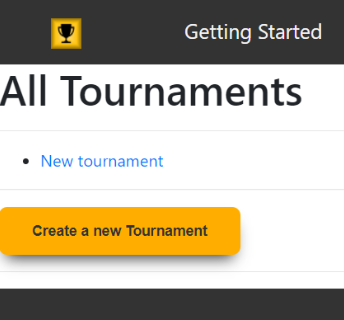 Getting Started
All Tournaments
New tournament
Create a new Tournament